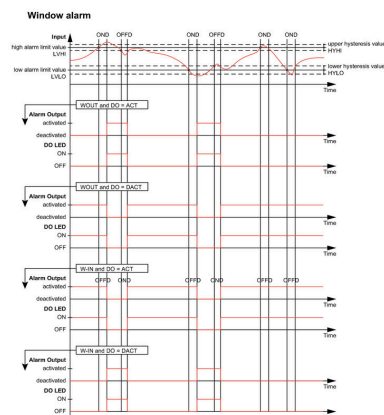 Window alarm
Input
OND OFFD OND OND
high alarm limit value
LVHI
upper hysteresis value
HYHI
low alarm limit value
LVLO
lower hysteresis value
HYLO
Time
WOUT and DO = ACT
Alarm Output
activated
deactivated
Time
DO LED
ON
OFF
Time
WOUT and DO = DACT
Alarm Output
activated
deactivated
Time
DO LED
ON
OFF
Time
W-IN and DO = ACT
Alarm Output
OFFD OND OFFD OND OFFD OFFD
activated
deactivated
Time
DO LED
ON
OFF
Time
W-IN and DO = DACT
Alarm Output
activated
deactivated
Time
DO LED
ON
OFF